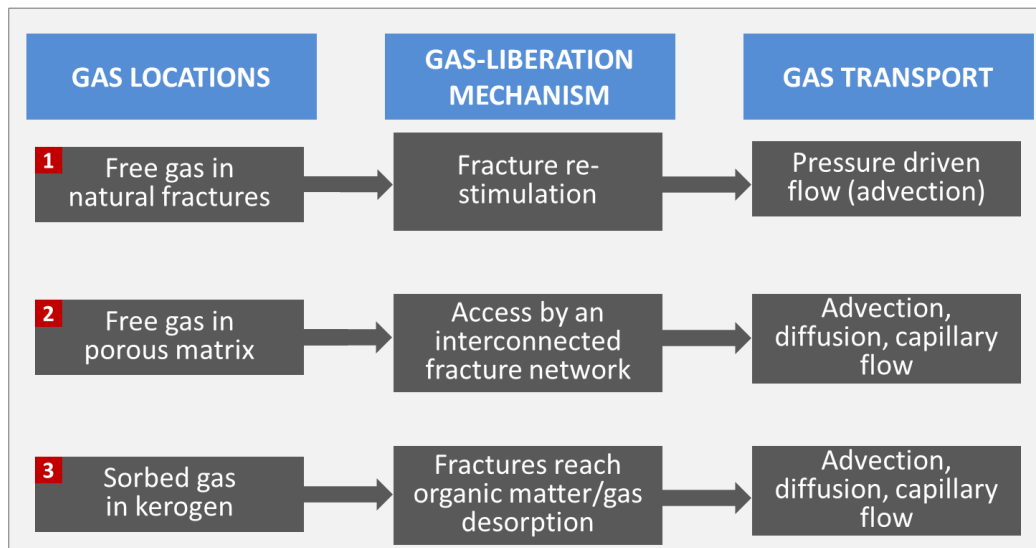 GAS LOCATIONS
GAS-LIBERATION
MECHANISM
GAS TRANSPORT
1
Free gas in
natural fractures
Fracture re-
stimulation
Pressure driven
flow (advection)
2
Free gas in
porous matrix
Access by an
interconnected
fracture network
Advection,
diffusion, capillary
flow
3
Sorbed gas
in kerogen
Fractures reach
organic matter/gas
desorption
Advection,
diffusion, capillary
flow